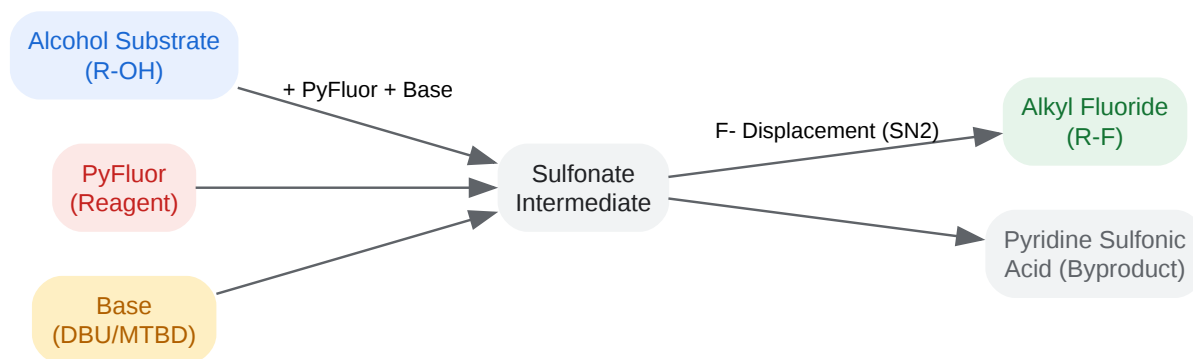 Alcohol Substrate
(R-OH)
+ PyFluor + Base
PyFluor
(Reagent)
Base
(DBU/MTBD)
Sulfonate
Intermediate
F- Displacement (SN2)
Alkyl Fluoride
(R-F)
Pyridine Sulfonic
Acid (Byproduct)